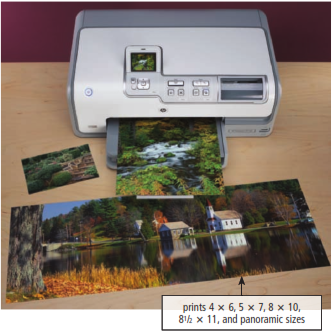 prints 4 × 6, 5 × 7, 8 × 10,
8½ × 11, and panoramic sizes